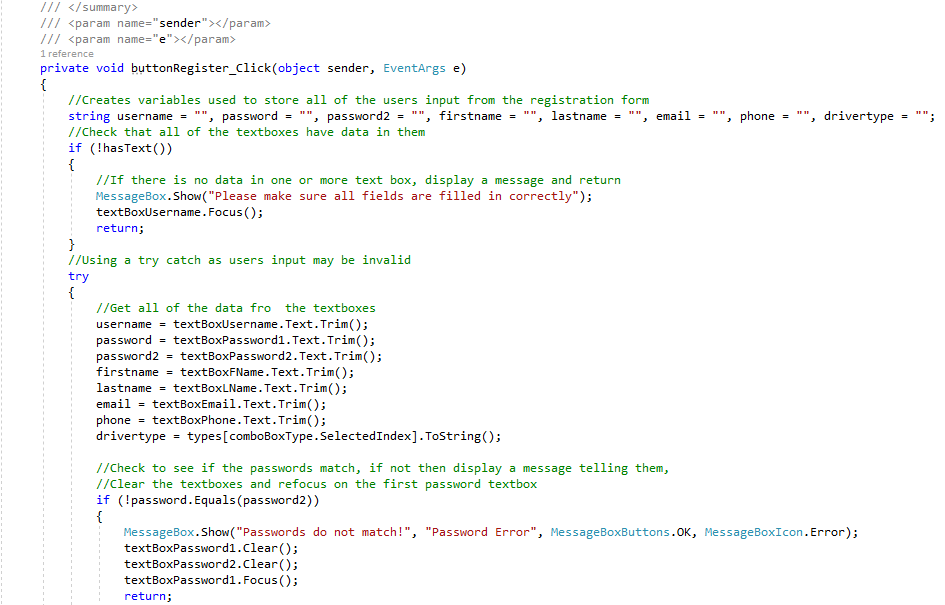 /// </summary>
/// <param name="sender"></param>
/// <param name="e"></param>
1 reference
private void buttonRegister_Click(object sender, EventArgs e)
{
//Creates variables used to store all of the users input from the registration form
string username = "", password = "", password2 = "", firstname = "", lastname = "", email = "", phone = "", drivertype = "";
//Check that all of the textboxes have data in them
if (!hasText())
{
//If there is no data in one or more text box, display a message and return
MessageBox.Show("Please make sure all fields are filled in correctly");
textBoxUsername.Focus();
return;
}
//Using a try catch as users input may be invalid
try
{
//Get all of the data fro  the textboxes
username = textBoxUsername.Text.Trim();
password = textBoxPassword1.Text.Trim();
password2 = textBoxPassword2.Text.Trim();
firstname = textBoxFName.Text.Trim();
lastname = textBoxLName.Text.Trim();
email = textBoxEmail.Text.Trim();
phone = textBoxPhone.Text.Trim();
drivertype = types[comboBoxType.SelectedIndex].ToString();
//Check to see if the passwords match, if not then display a message telling them,
//Clear the textboxes and refocus on the first password textbox
if (!password.Equals(password2))
{
MessageBox.Show("Passwords do not match!", "Password Error", MessageBoxButtons.OK, MessageBoxIcon.Error);
textBoxPassword1.Clear();
textBoxPassword2.Clear();
textBoxPassword1.Focus();
return;